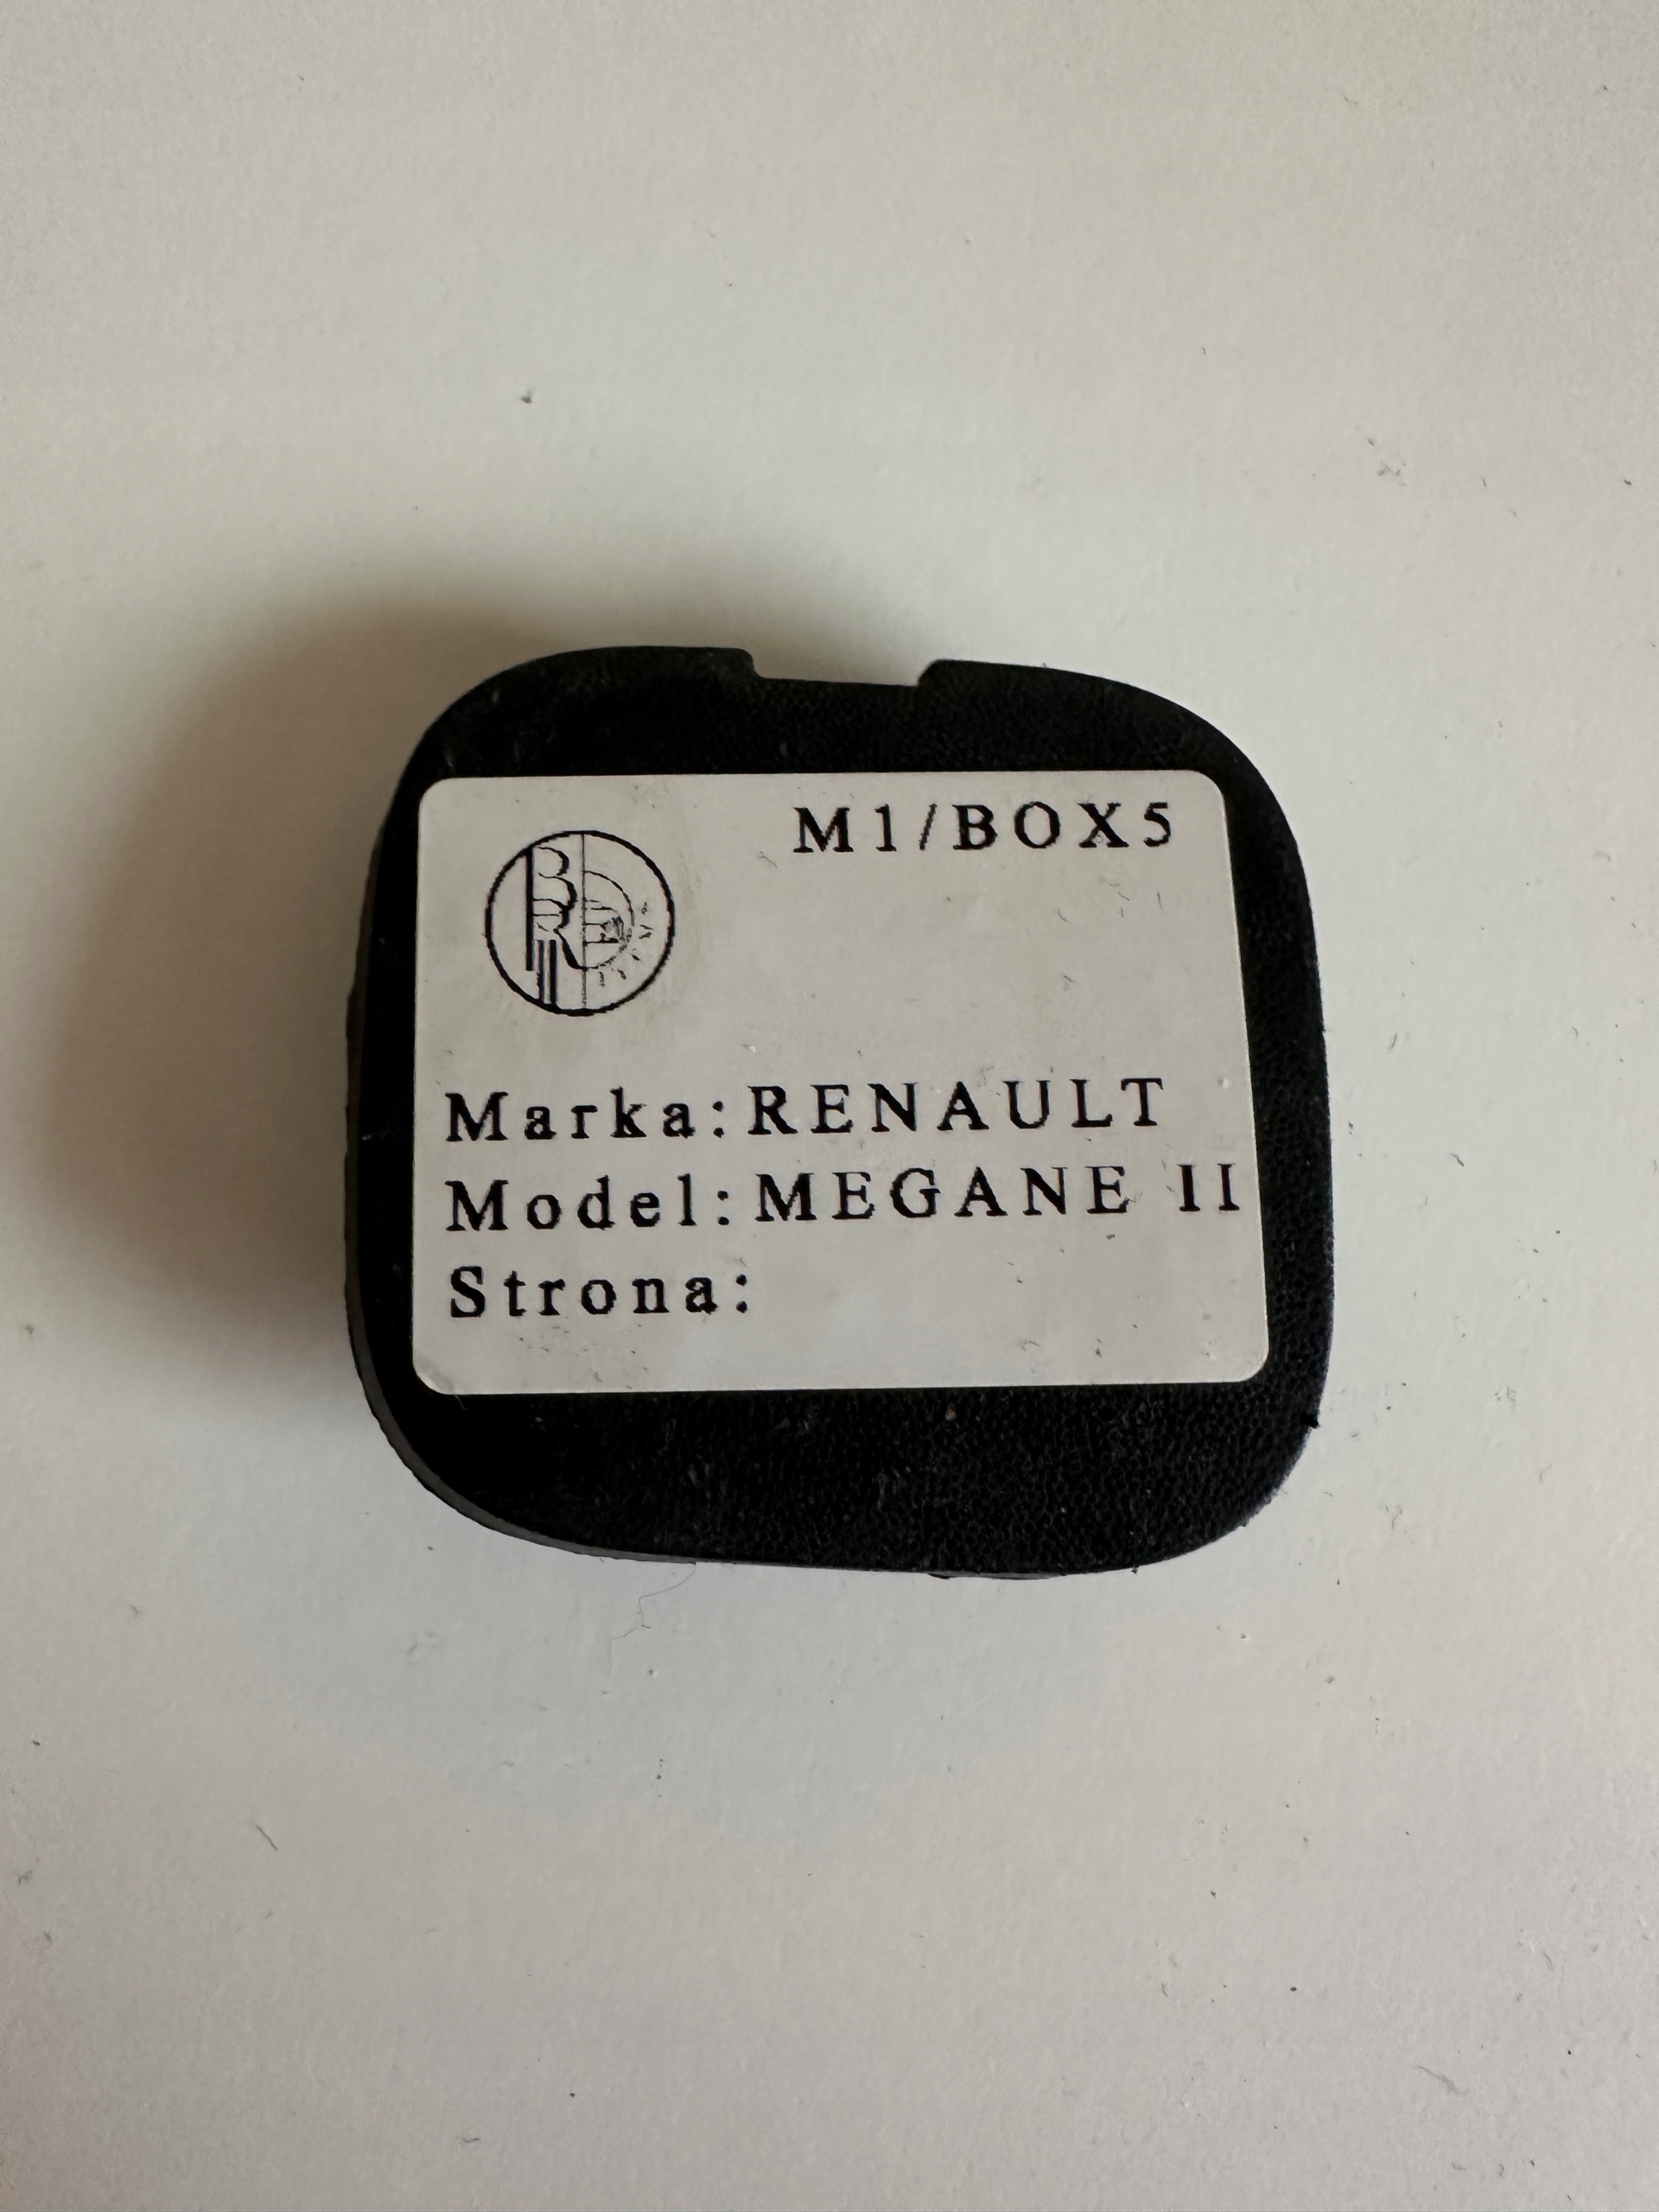 M1/BOX5
Marka:RENAULT
Model:MEGANE II
Strona: